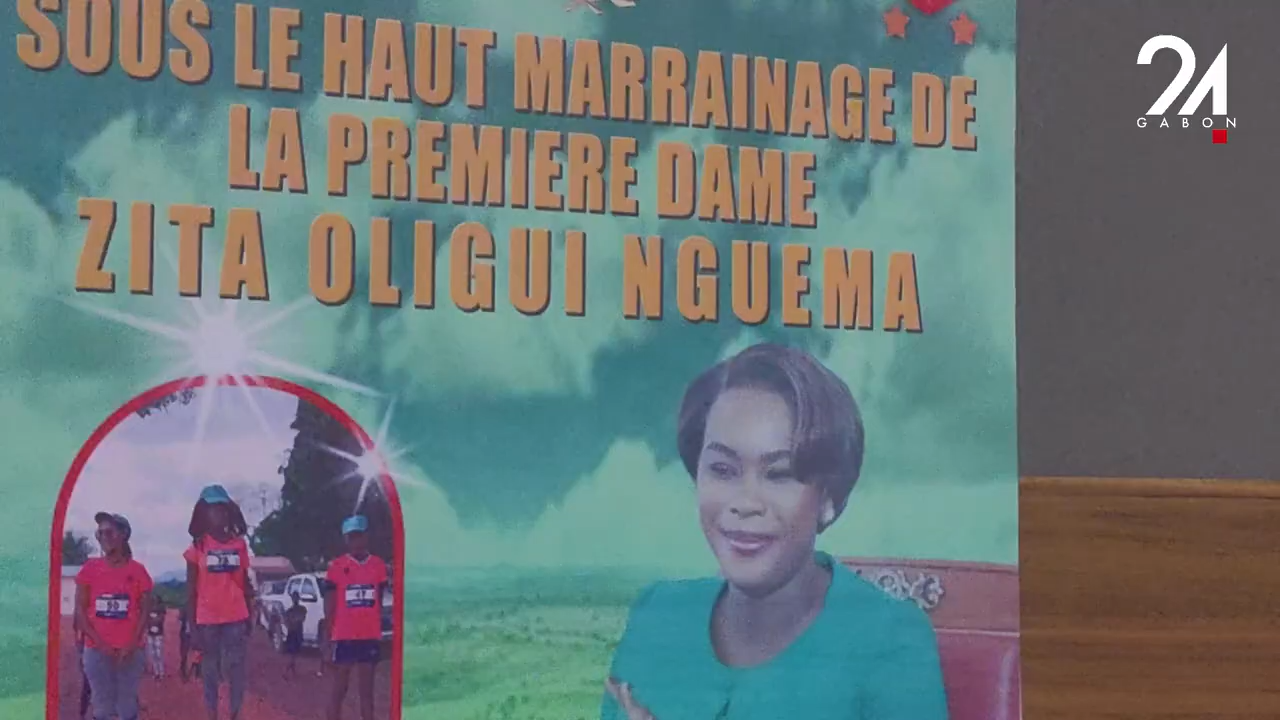 SOUS LE HAUT MARRAINAGE DE
LA PREMIERE DAME
ZITA OLIGUI NGUEMA
24
GABON